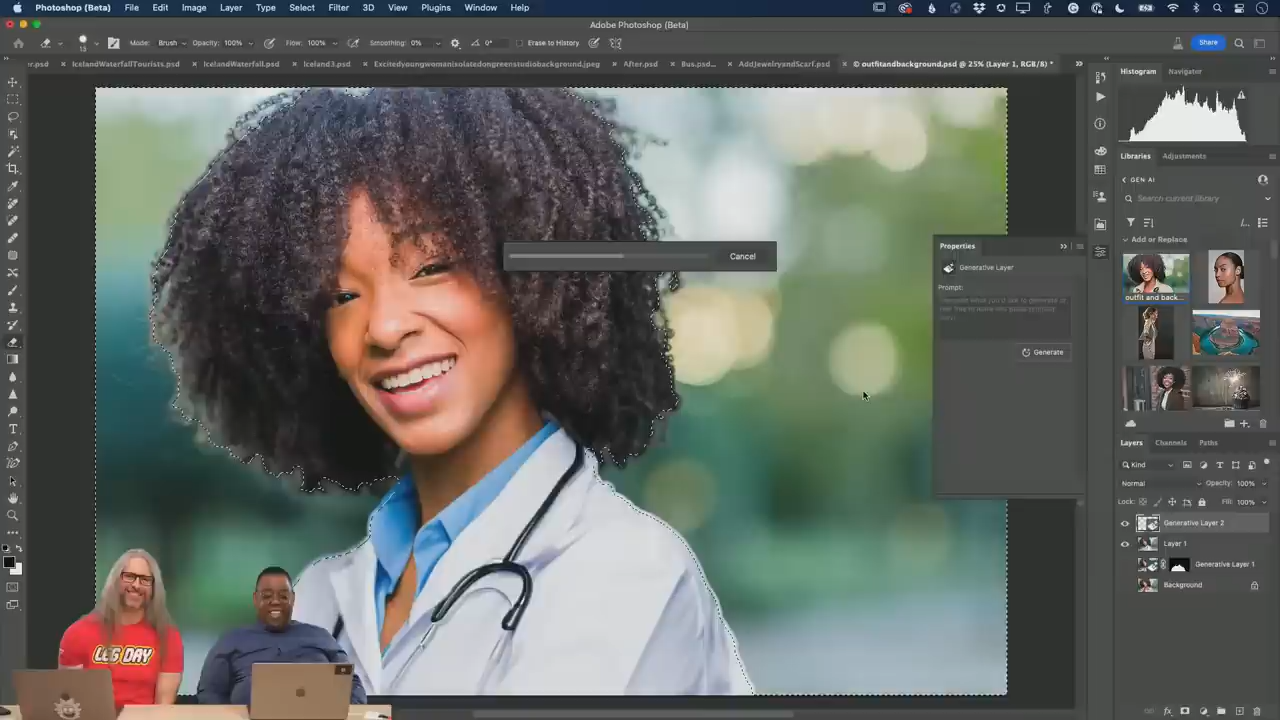 Photoshop (Beta) File Edit Image Layer Type Select Filter 3D View Plugins Window Help
Adobe Photoshop (Beta)
13 Mode: Brush Opacity: 100% Flow: 100% Smoothing: 0% 0° Erase to History Share
r.psd IcelandWaterfallTourists.psd IcelandWaterfall.psd Iceland3.psd Excitedyoungwomanisolatedongreenstudiobackground.jpeg After.psd Bus.psd... AddJewelryandScarf.psd © outfitandbackground.psd @ 25% (Layer 1, RGB/8) *
Histogram Navigator
Libraries Adjustments
GEN AI
Search current library
Add or Replace
outfit and back...
Cancel
Properties
Generative Layer
Prompt:
Generate
Layers Channels Paths
Kind
Normal Opacity: 100%
Lock: Fill: 100%
Generative Layer 2
Layer 1
Generative Layer 1
Background
LEG DAY